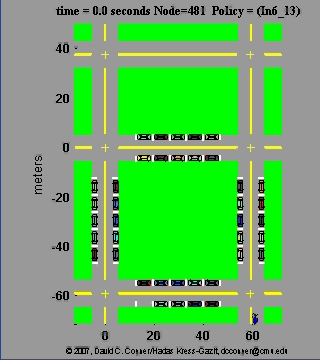 time = 0.0 seconds Node=481 Policy = (In6_13)
40
20
0
-20
-40
-60
meters
0 20 40 60
© 2007, David C. Conner/Hadas Kress-Gazit, dcconner@cmu.edu